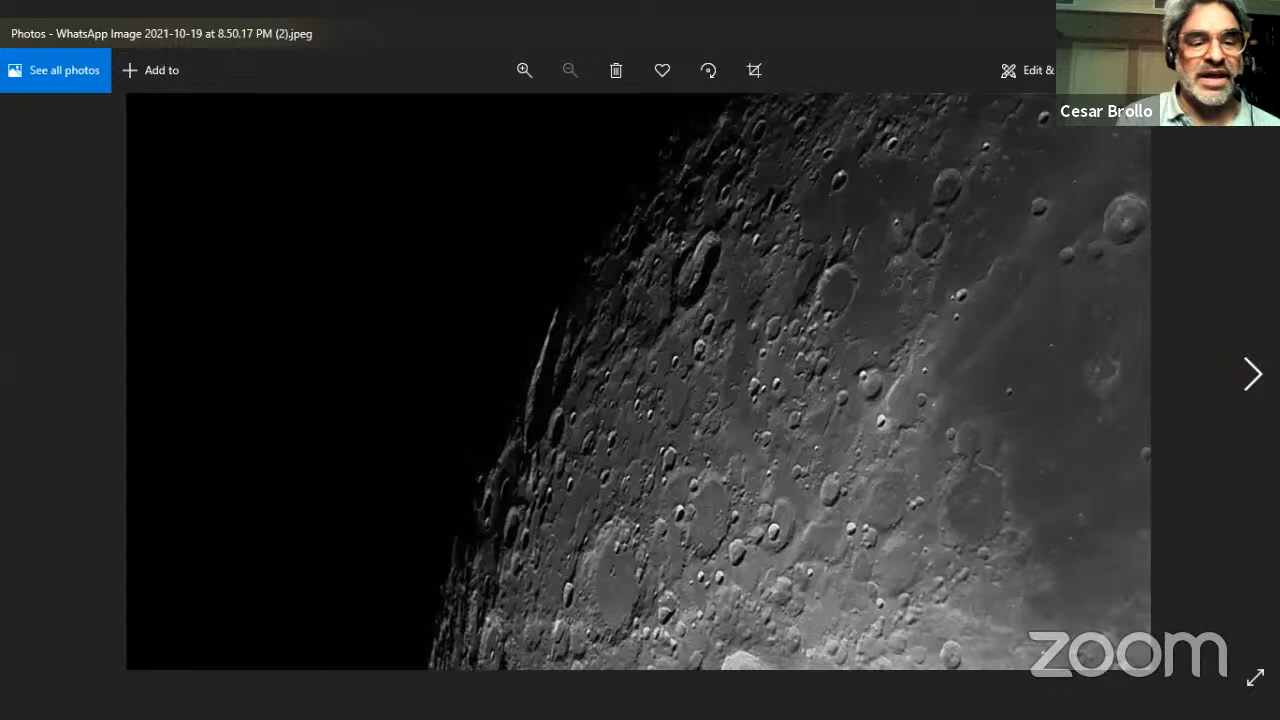 Photos - WhatsApp Image 2021-10-19 at 8.50.17 PM (2).jpeg
See all photos
Add to
Edit &
Cesar Brollo
zoom